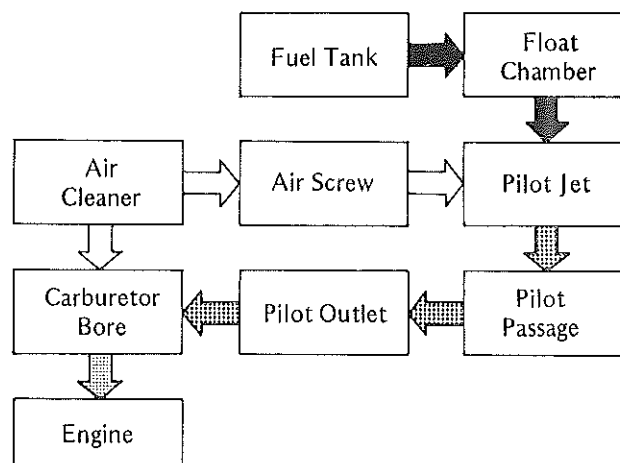 Fuel Tank
Float
Chamber
Air
Cleaner
Air Screw
Pilot Jet
Carburetor
Bore
Pilot Outlet
Pilot
Passage
Engine